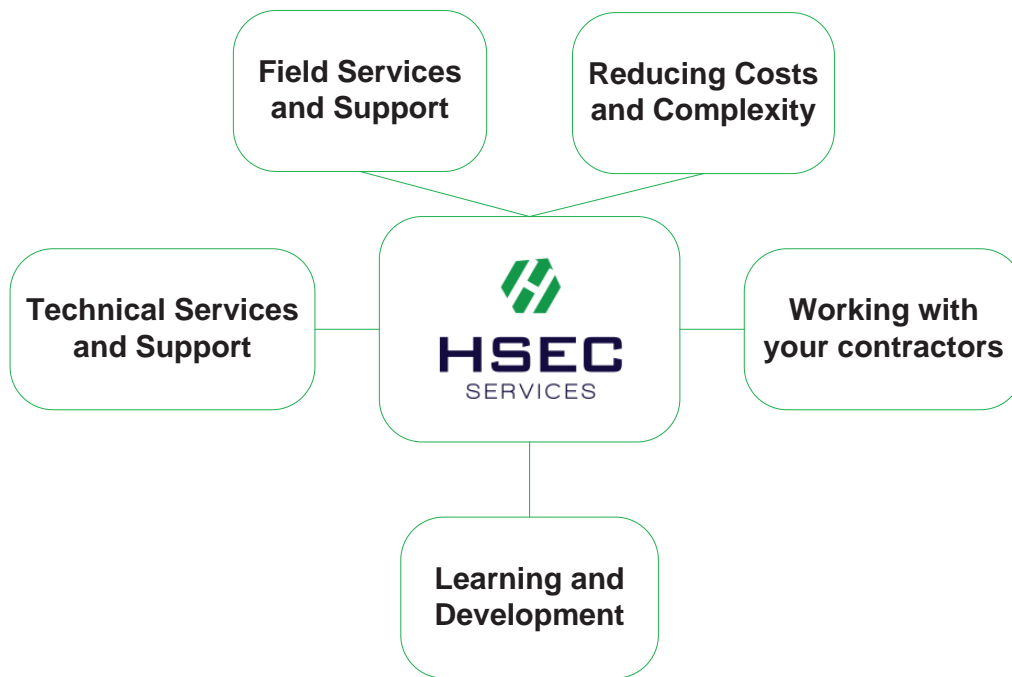 Field Services
and Support
Reducing Costs
and Complexity
Technical Services
and Support
HSEC
SERVICES
Working with
your contractors
Learning and
Development